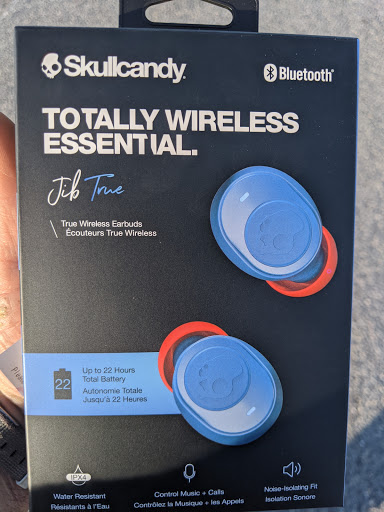 Skullcandy.
Bluetooth®
TOTALLY WIRELESS
ESSENTIAL.
Jib True
True Wireless Earbuds
Écouteurs True Wireless
22
Up to 22 Hours
Total Battery
Autonomie Totale
Jusqu'à 22 Heures
IPX4
Water Resistant
Résistants à l'Eau
Control Music + Calls
Contrôlez la Musique + les Appels
Noise-Isolating Fit
Isolation Sonore